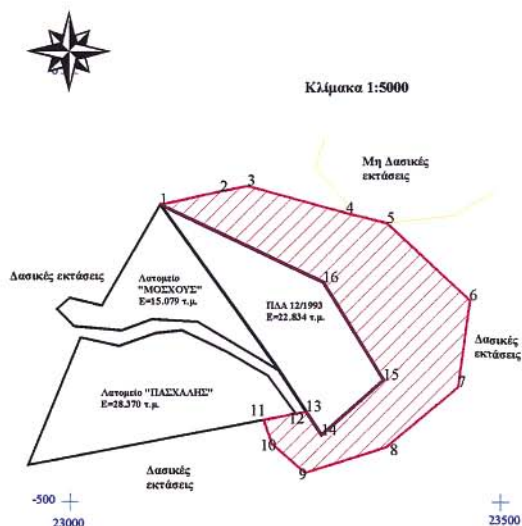 Κλίμακα 1:5000
Μη Δασικές
εκτάσεις
1
2
3
4
5
Δασικές εκτάσεις
Λατομείο
"ΜΟΣΧΟΥΣ"
Ε=15.079 τ.μ.
16
ΠΛΑ 12/1993
Ε=22.834 τ.μ.
6
Δασικές
εκτάσεις
15
7
Λατομείο "ΠΑΣΧΑΛΗΣ"
Ε=28.370 τ.μ.
11
12
13
14
10
8
9
Δασικές
εκτάσεις
-500
23000
23500